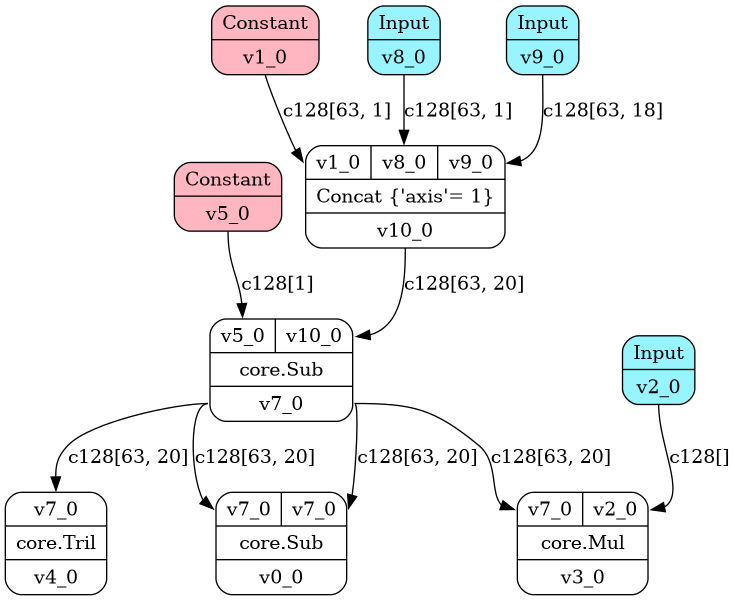 Constant
v1_0
Input
v8_0
Input
v9_0
c128[63, 1]
c128[63, 1]
c128[63, 18]
v1_0 v8_0 v9_0
Concat {'axis'= 1}
v10_0
Constant
v5_0
c128[1]
c128[63, 20]
v5_0 v10_0
core.Sub
v7_0
Input
v2_0
c128[63, 20]
c128[63, 20]
c128[63, 20]
c128[63, 20]
c128[]
v7_0
core.Tril
v4_0
v7_0 v7_0
core.Sub
v0_0
v7_0 v2_0
core.Mul
v3_0